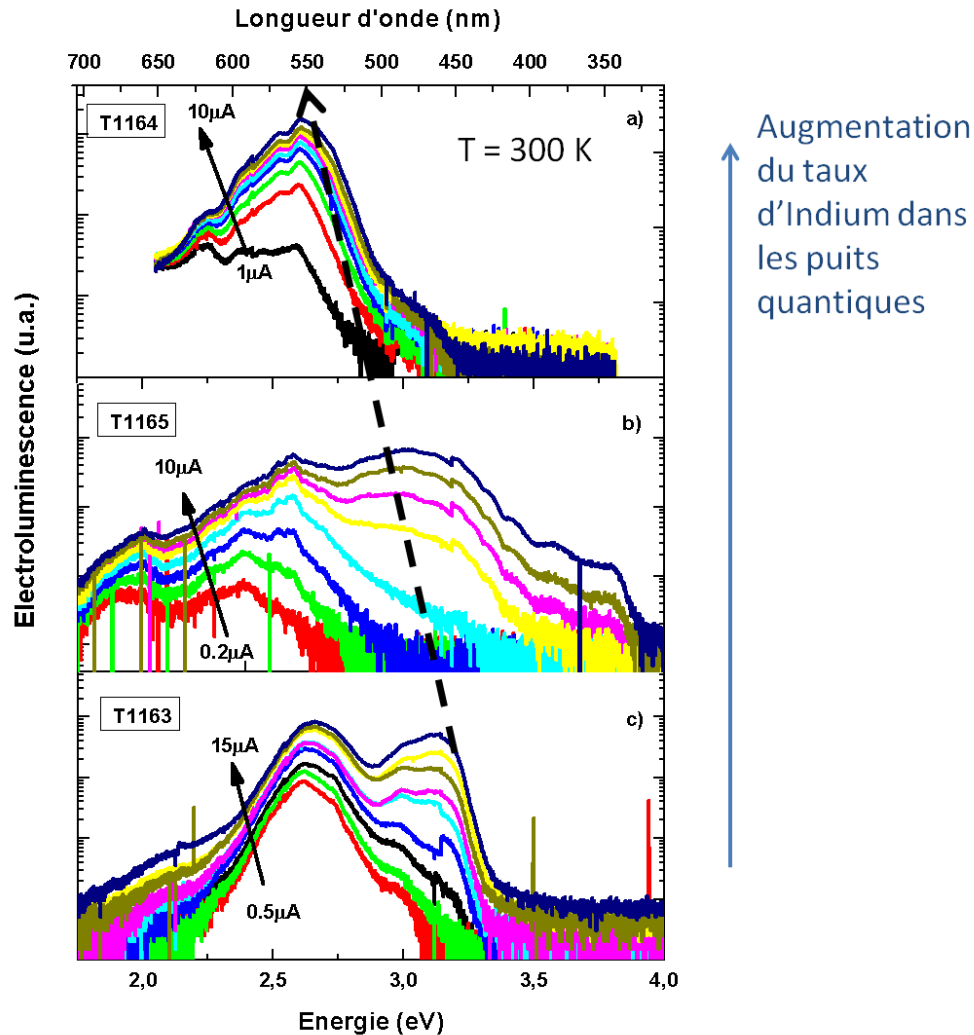 Longueur d'onde (nm)
700 650 600 550 500 450 400 350
T1164
10µA
a)
T = 300 K
1µA
Augmentation
du taux
d'Indium dans
les puits
quantiques
Electroluminescence (u.a.)
T1165
b)
10µA
0.2µA
T1163
c)
15µA
0.5µA
2,0 2,5 3,0 3,5 4,0
Energie (eV)